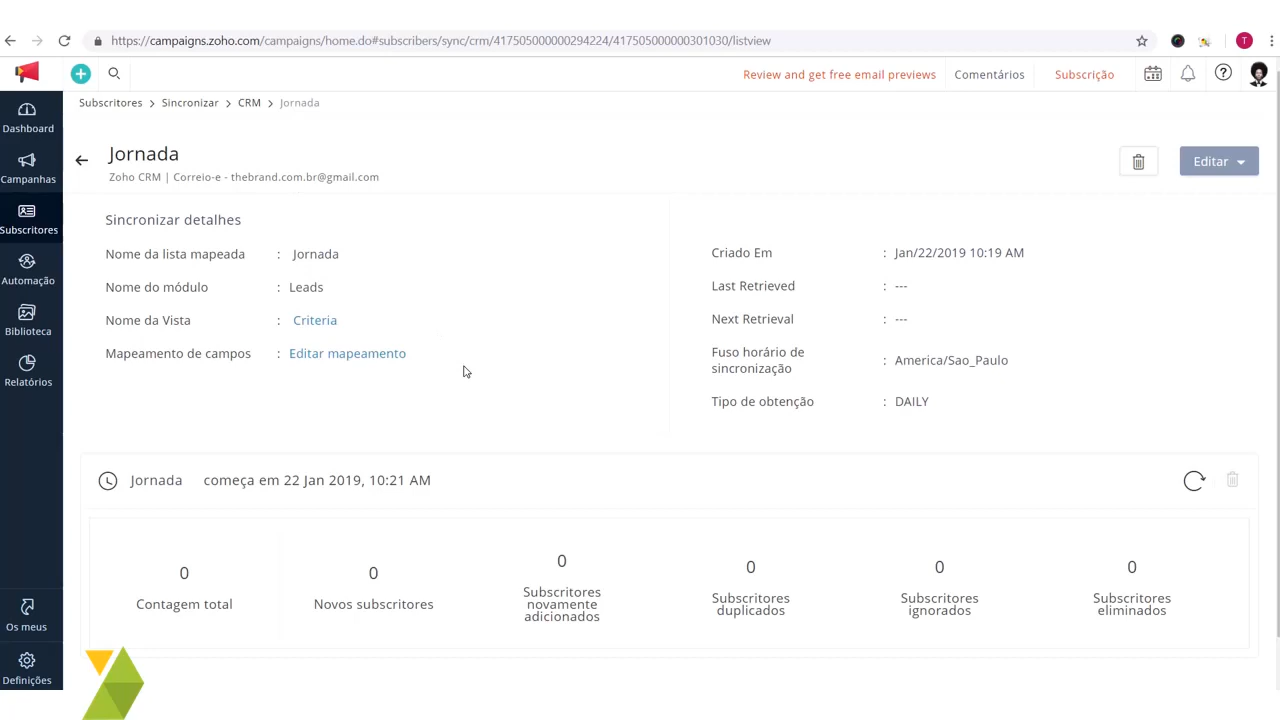 https://campaigns.zoho.com/campaigns/home.do#subscribers/sync/crm/417505000000294224/417505000000301030/listview
T
Review and get free email previews
Comentários
Subscrição
Subscritores > Sincronizar > CRM > Jornada
Dashboard
Campanhas
Subscritores
Automação
Biblioteca
Relatórios
Os meus
Definições
Jornada
Zoho CRM | Correio-e - thebrand.com.br@gmail.com
Editar
Sincronizar detalhes
Nome da lista mapeada : Jornada
Nome do módulo : Leads
Nome da Vista : Criteria
Mapeamento de campos : Editar mapeamento
Criado Em : Jan/22/2019 10:19 AM
Last Retrieved : ---
Next Retrieval : ---
Fuso horário de
sincronização : America/Sao_Paulo
Tipo de obtenção : DAILY
Jornada começa em 22 Jan 2019, 10:21 AM
0
Contagem total
0
Novos subscritores
0
Subscritores
novamente
adicionados
0
Subscritores
duplicados
0
Subscritores
ignorados
0
Subscritores
eliminados